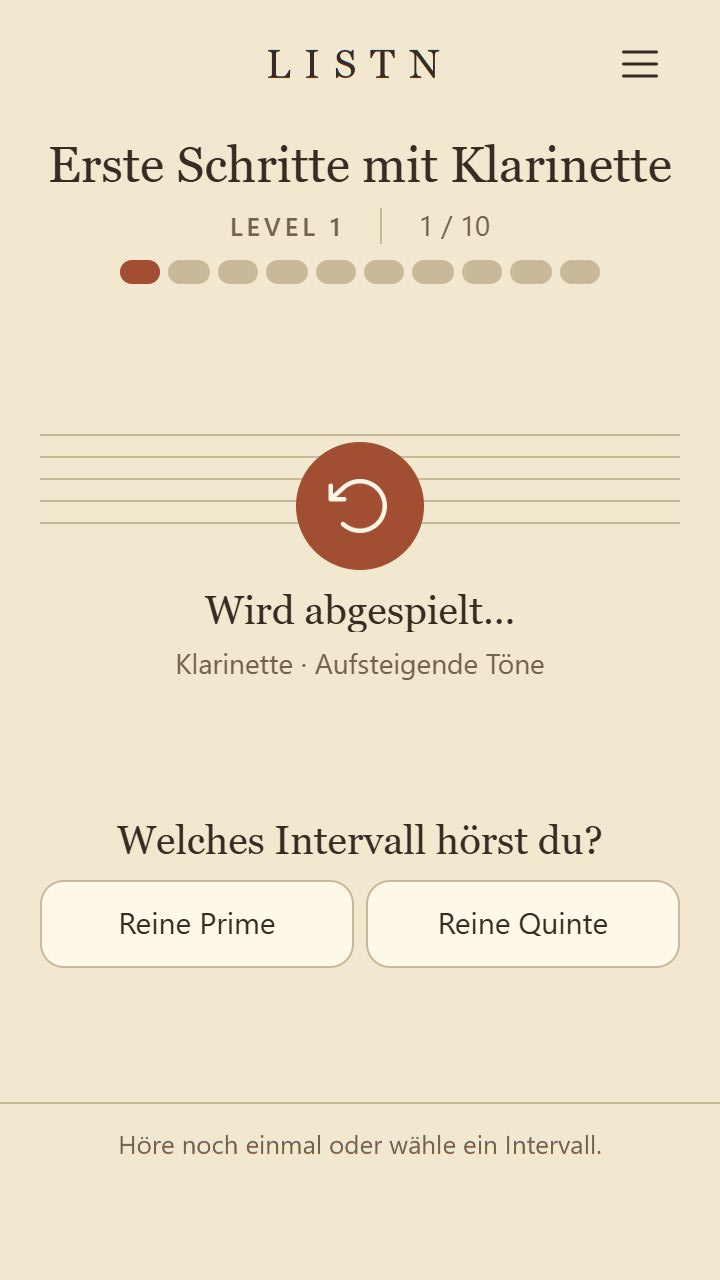 LISTN
Erste Schritte mit Klarinette
LEVEL 1 1 / 10
Wird abgespielt...
Klarinette · Aufsteigende Töne
Welches Intervall hörst du?
Reine Prime Reine Quinte
Höre noch einmal oder wähle ein Intervall.